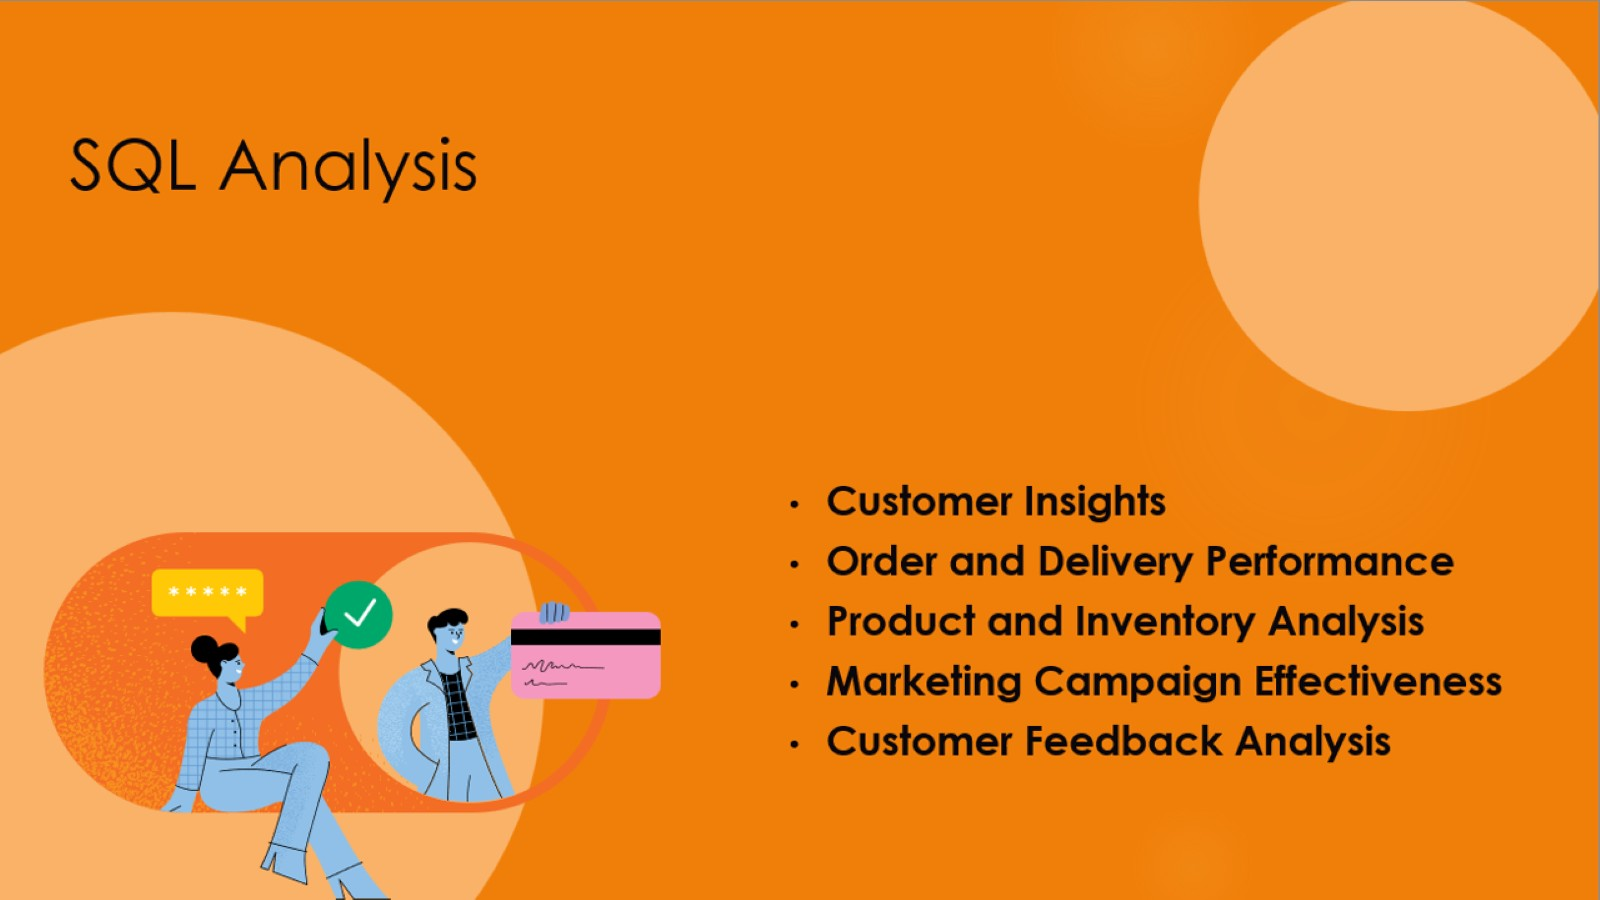 SQL Analysis
*****
• Customer Insights
• Order and Delivery Performance
• Product and Inventory Analysis
• Marketing Campaign Effectiveness
• Customer Feedback Analysis